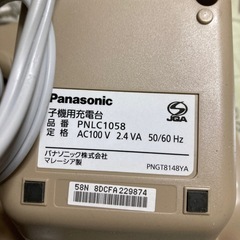 Panasonic
JQA
子機用充電台
品番 PNLC1058
定格 AC100 V 2.4 VA 50/60 Hz
パナソニック株式会社
マレーシア製
PNGT8148YA
58N 8DCFA229874